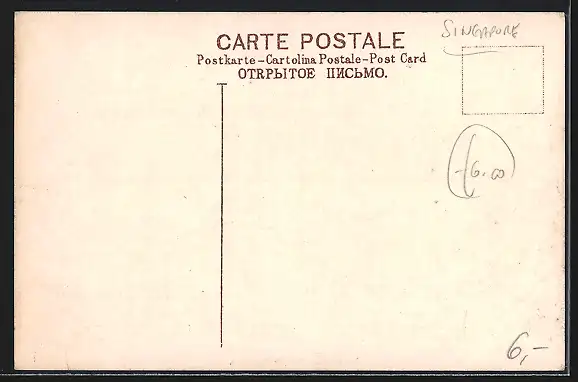 SINGAPORE
CARTE POSTALE
Postkarte-Cartolina Postale-Post Card
ОТКРЫТОЕ ПИСЬМО.
6.00
6,-